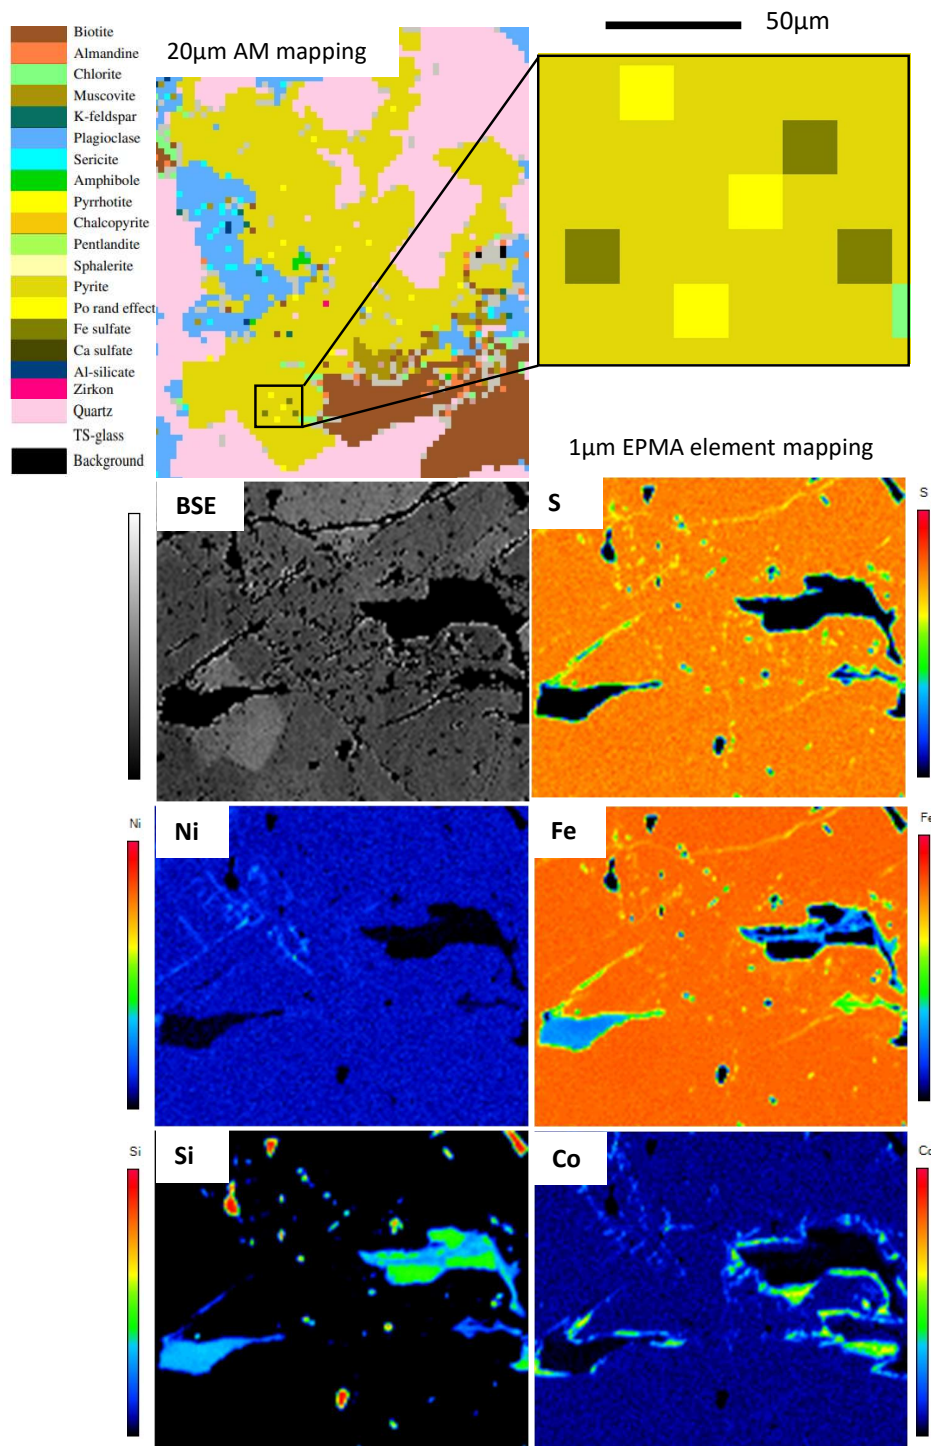 Biotite
Almandine
Chlorite
Muscovite
K-feldspar
Plagioclase
Sericite
Amphibole
Pyrrhotite
Chalcopyrite
Pentlandite
Sphalerite
Pyrite
Po rand effect
Fe sulfate
Ca sulfate
Al-silicate
Zirkon
Quartz
TS-glass
Background
20µm AM mapping
50µm
1µm EPMA element mapping
BSE
S
S
Ni
Ni
Fe
Fe
Si
Si
Co
Co